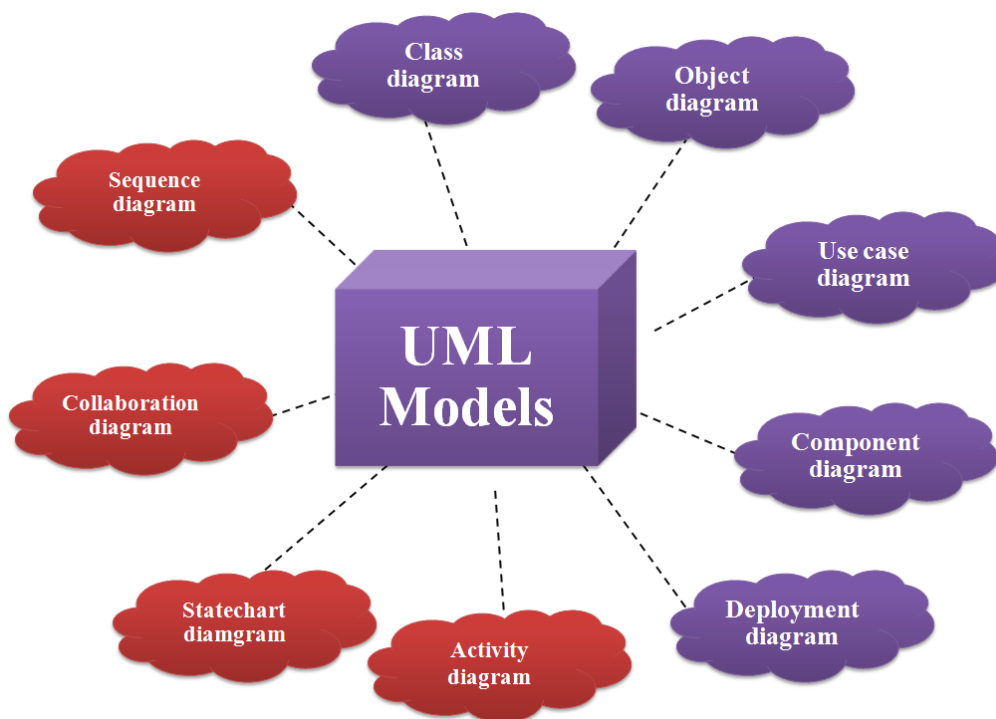 Class
diagram
Object
diagram
Sequence
diagram
Use case
diagram
UML
Models
Collaboration
diagram
Component
diagram
Statechart
diamgram
Deployment
diagram
Activity
diagram